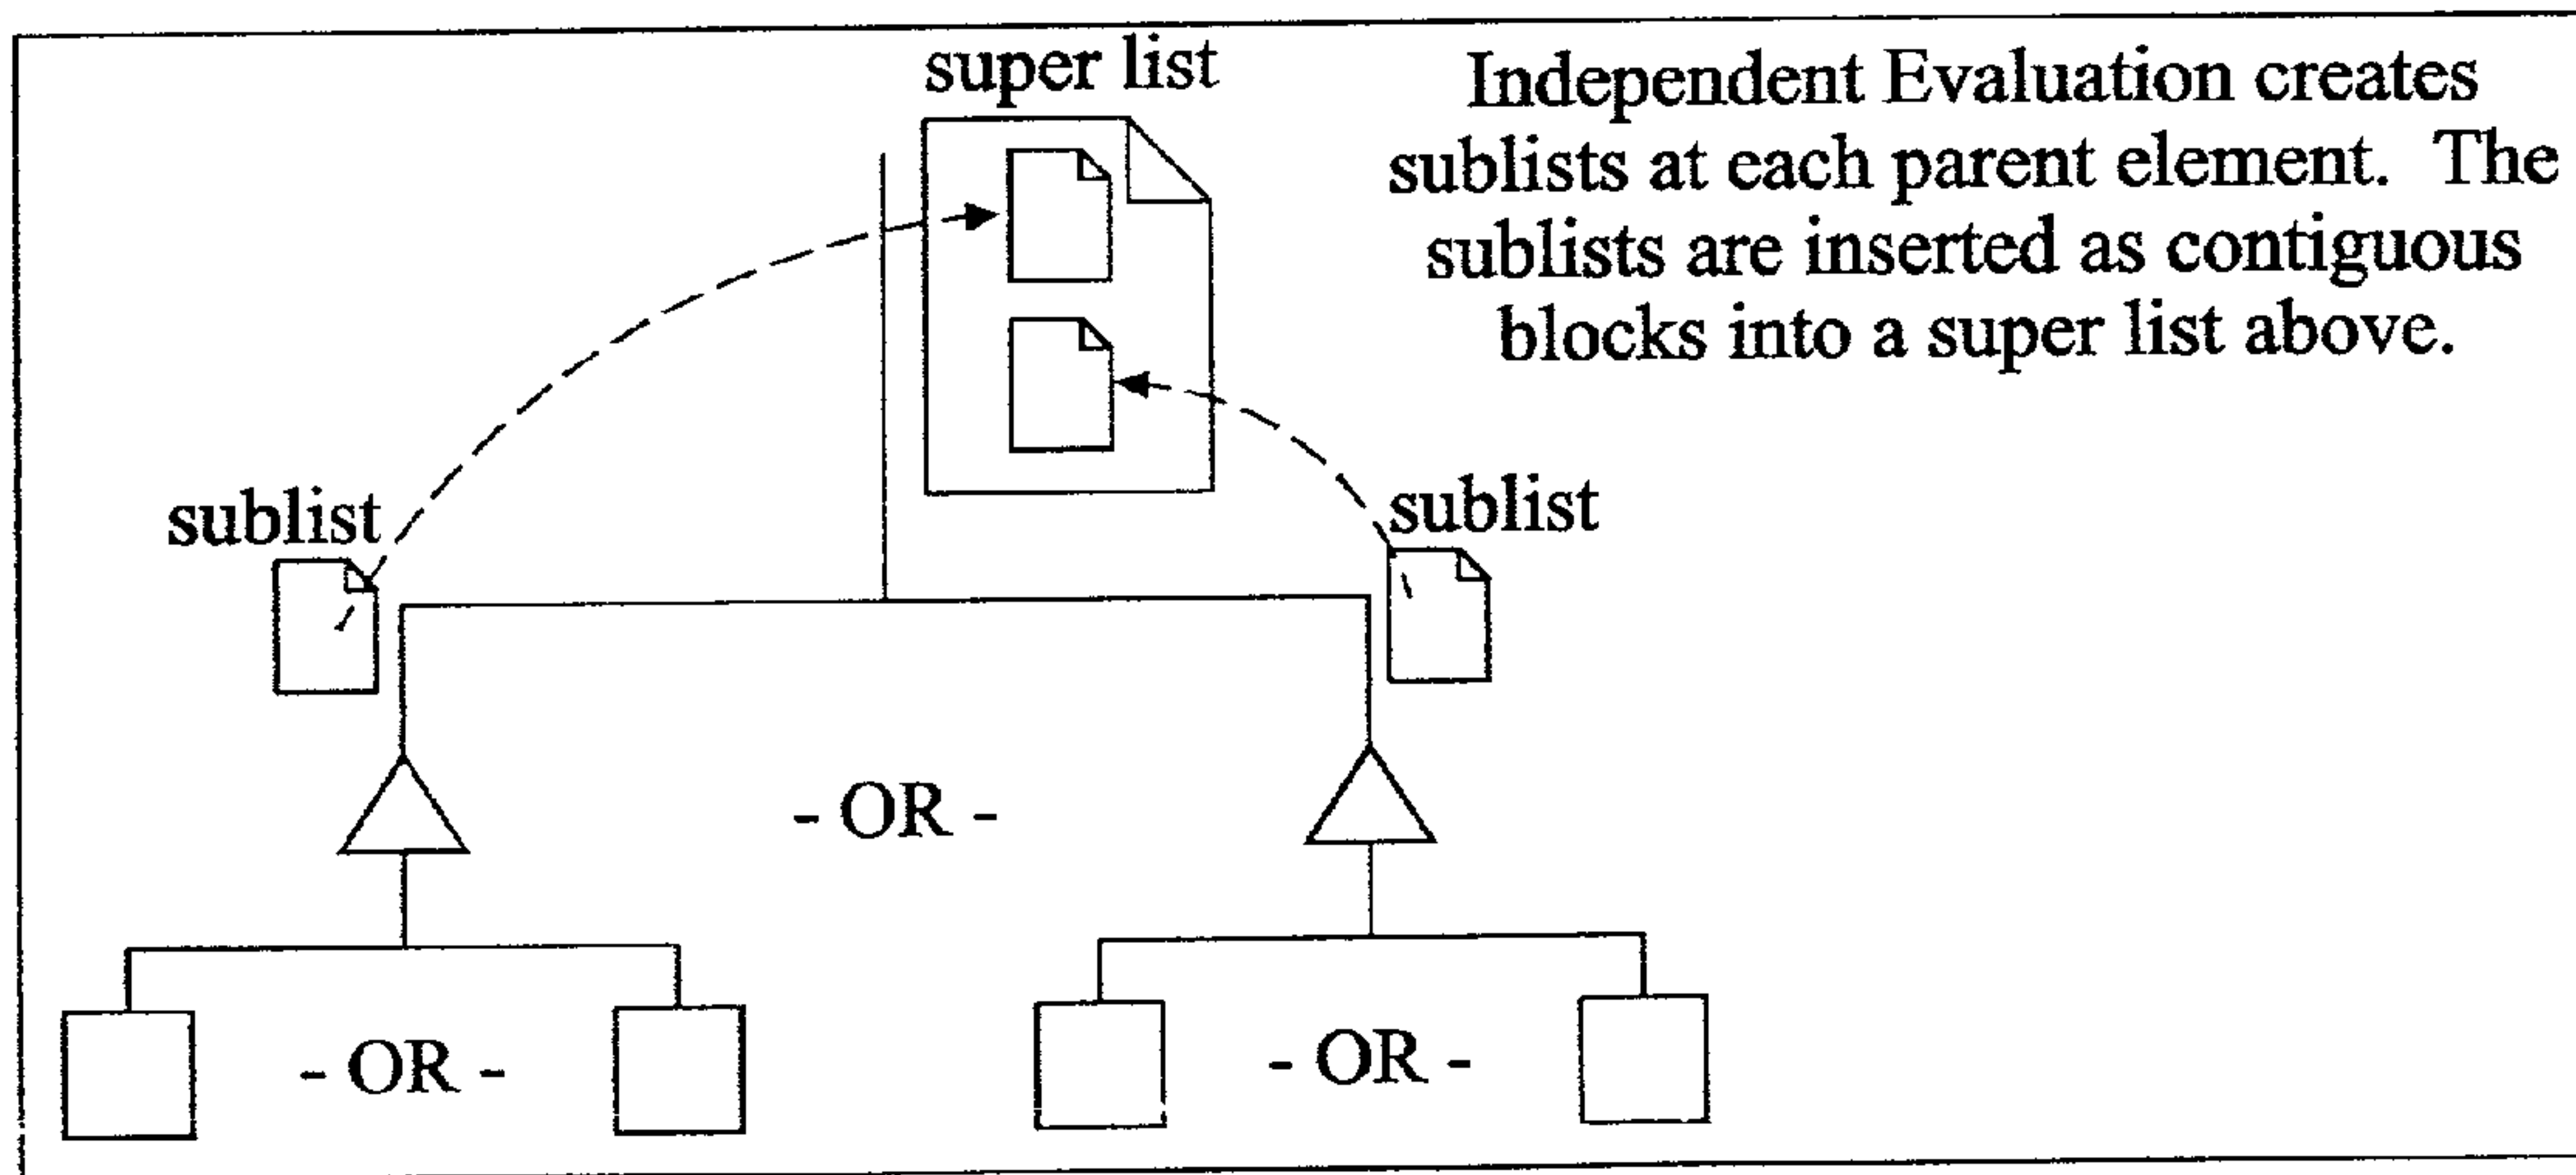 super list
Independent Evaluation creates
sublists at each parent element. The
sublists are inserted as contiguous
blocks into a super list above.
sublist
sublist
- OR -
- OR -
- OR -